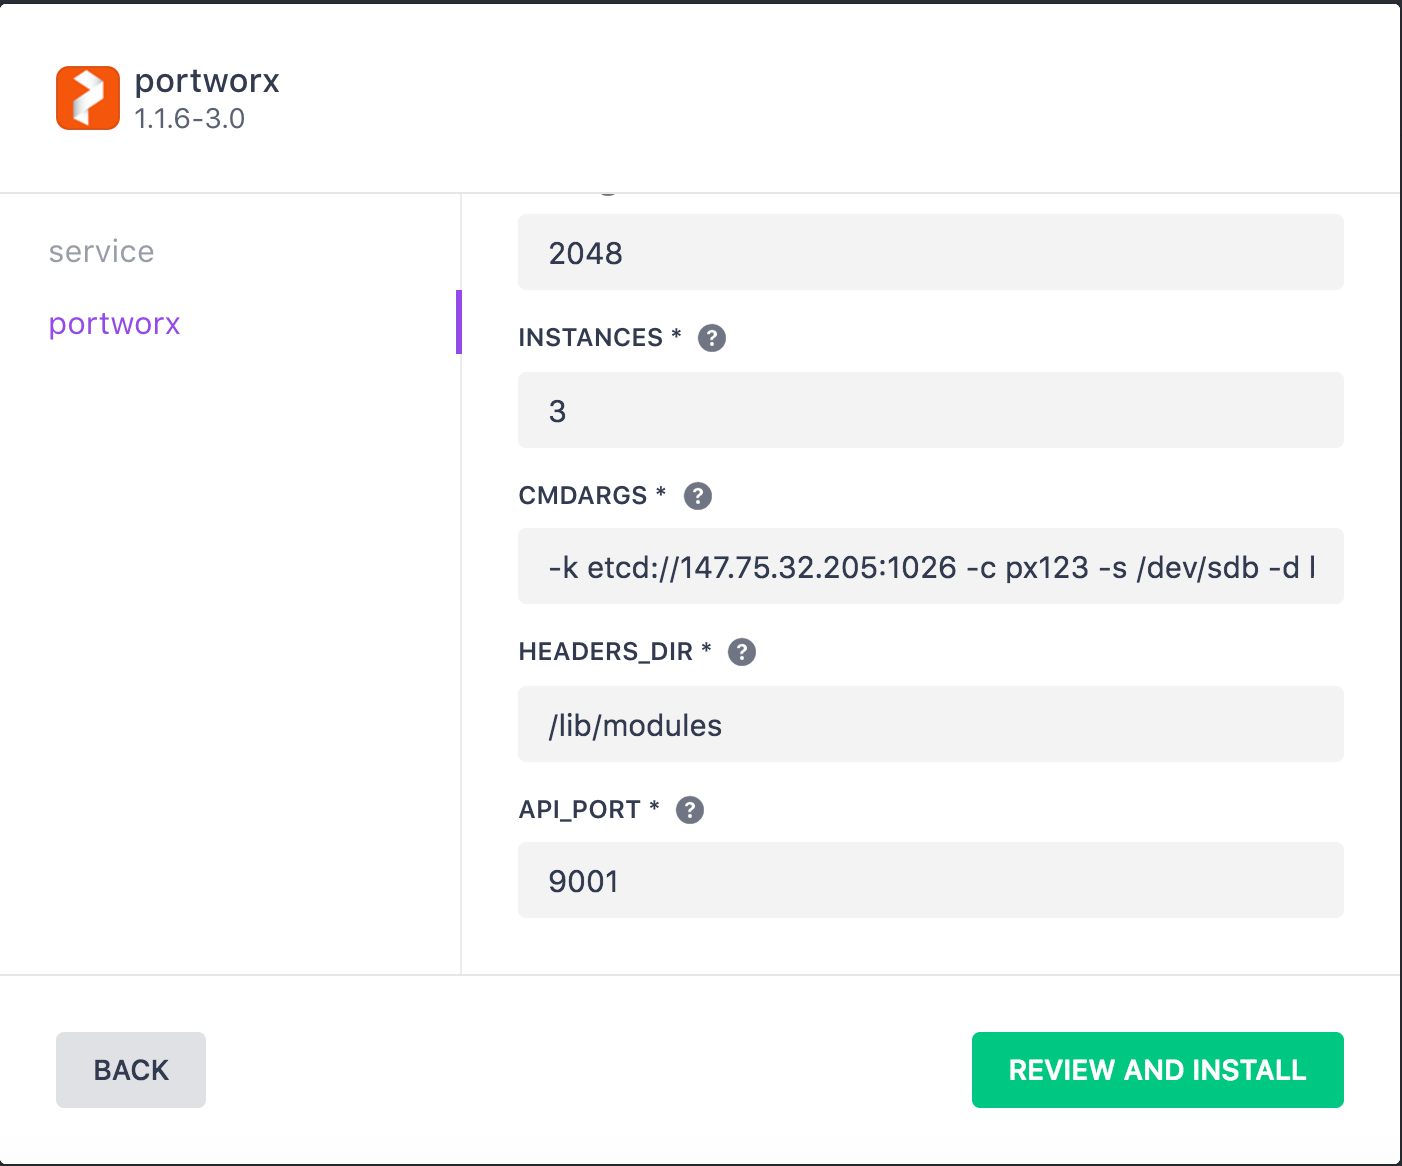 portworx
1.1.6-3.0
service
portworx
2048
INSTANCES *
?
3
CMDARGS *
?
-k etcd://147.75.32.205:1026 -c px123 -s /dev/sdb -d l
HEADERS_DIR *
?
/lib/modules
API_PORT *
?
9001
BACK
REVIEW AND INSTALL